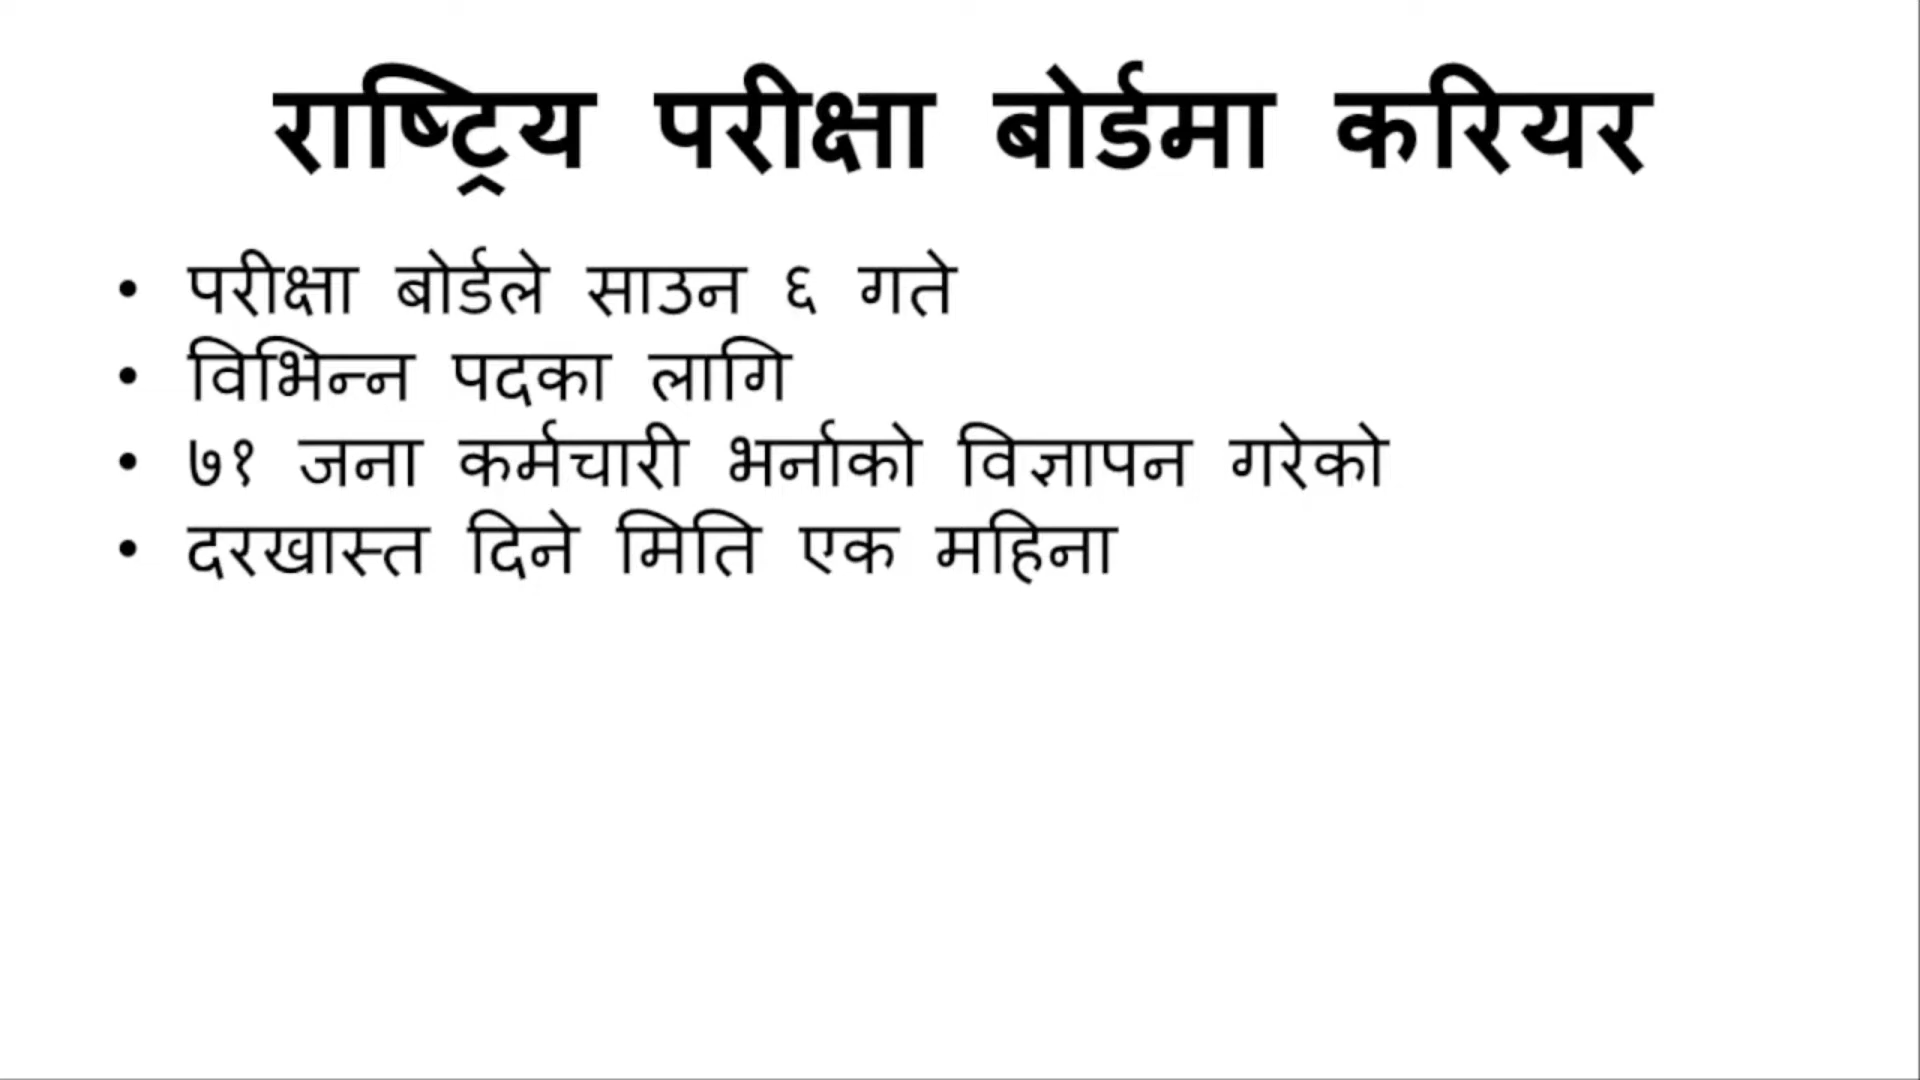 राष्ट्रिय परीक्षा बोर्डमा करियर
• परीक्षा बोर्डले साउन ६ गते
• विभिन्न पदका लागि
• ७१ जना कर्मचारी भर्नाको विज्ञापन गरेको
• दरखास्त दिने मिति एक महिना